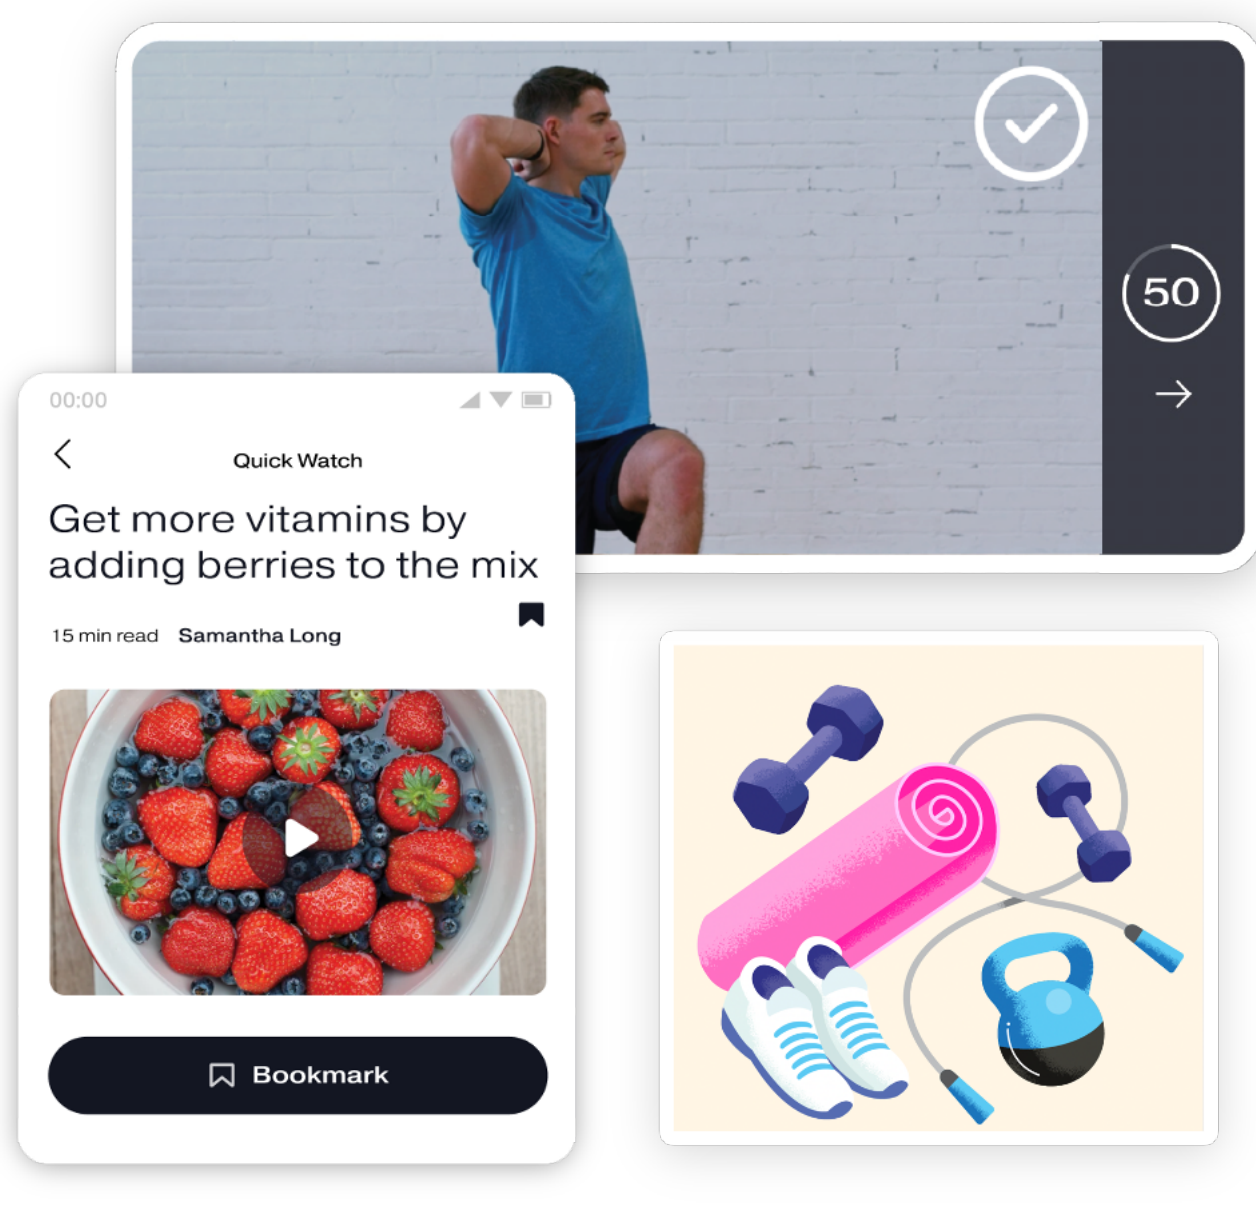 50
00:00
Quick Watch
Get more vitamins by
adding berries to the mix
15 min read Samantha Long
Bookmark